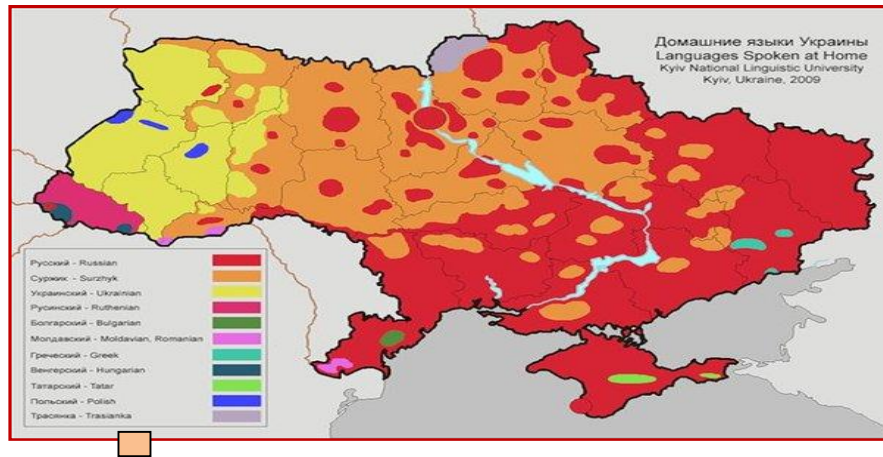 Домашние языки Украины
Languages Spoken at Home
Kyiv National Linguistic University
Kyiv, Ukraine, 2009
Русский - Russian
Суржик - Surzhyk
Украинский - Ukrainian
Русинский - Ruthenian
Болгарский - Bulgarian
Молдавский - Moldavian, Romanian
Греческий - Greek
Венгерский - Hungarian
Татарский - Tatar
Польский - Polish
Трасянка - Trasianka